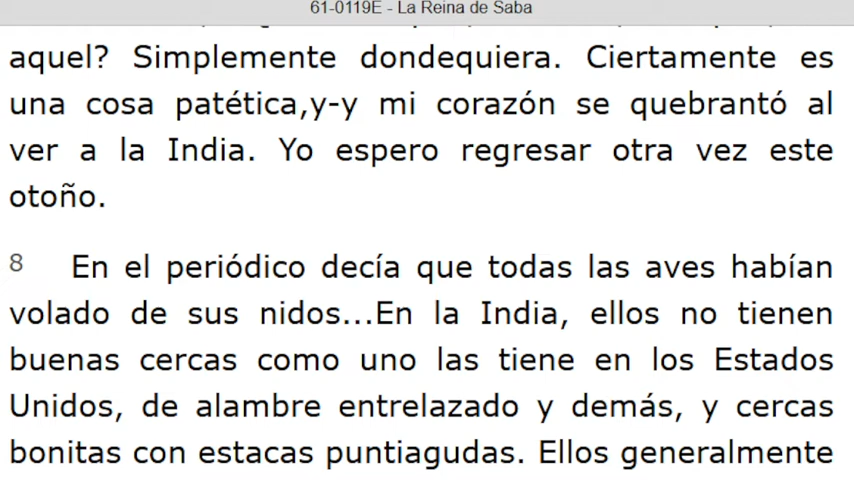 61-0119E - La Reina de Saba
aquel? Simplemente dondequiera. Ciertamente es
una cosa patética,y-y mi corazón se quebrantó al
ver a la India. Yo espero regresar otra vez este
otoño.
8 En el periódico decía que todas las aves habían
volado de sus nidos...En la India, ellos no tienen
buenas cercas como uno las tiene en los Estados
Unidos, de alambre entrelazado y demás, y cercas
bonitas con estacas puntiagudas. Ellos generalmente